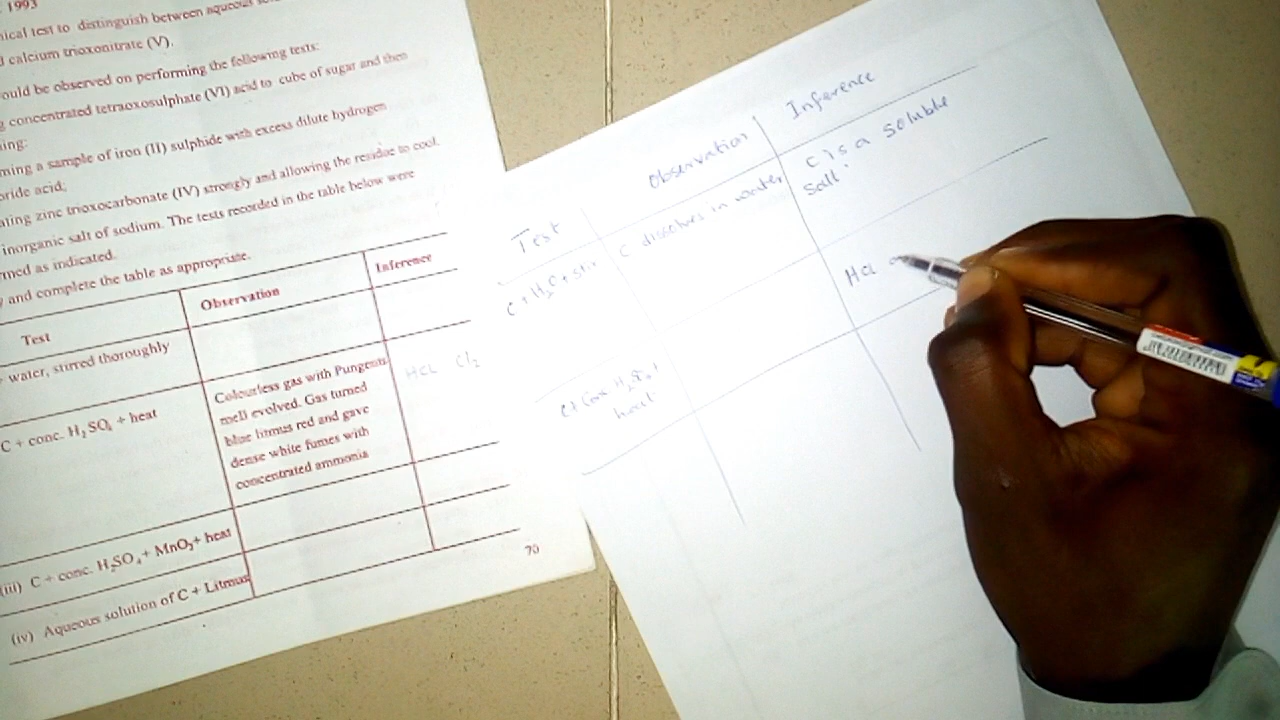 1993
ical test to distinguish between aqueous
calcium trioxonitrate (V).
ould be observed on performing the following tests:
g concentrated tetraoxosulphate (VI) acid to cube of sugar and then
ning:
ming a sample of iron (II) sulphide with excess dilute hydrogen
oride acid;
ating zinc trioxocarbonate (IV) strongly and allowing the residue to cool.
inorganic salt of sodium. The tests recorded in the table below were
med as indicated.
y and complete the table as appropriate.
Test Observation Inference
water, stirred thoroughly
C + conc. H₂SO₄ + heat
Colourless gas with Pungents
mell evolved. Gas turned
blue litmus red and gave
dense white fumes with
concentrated ammonia
HCl Cl₂
(iii) C + conc. H₂SO₄ + MnO₂ + heat
(iv) Aqueous solution of C + Litmus
70
Test Observation Inference
C + H₂O + stir
C dissolves in water
C is a soluble
salt.
C + Conc H₂SO₄ +
heat
HCl